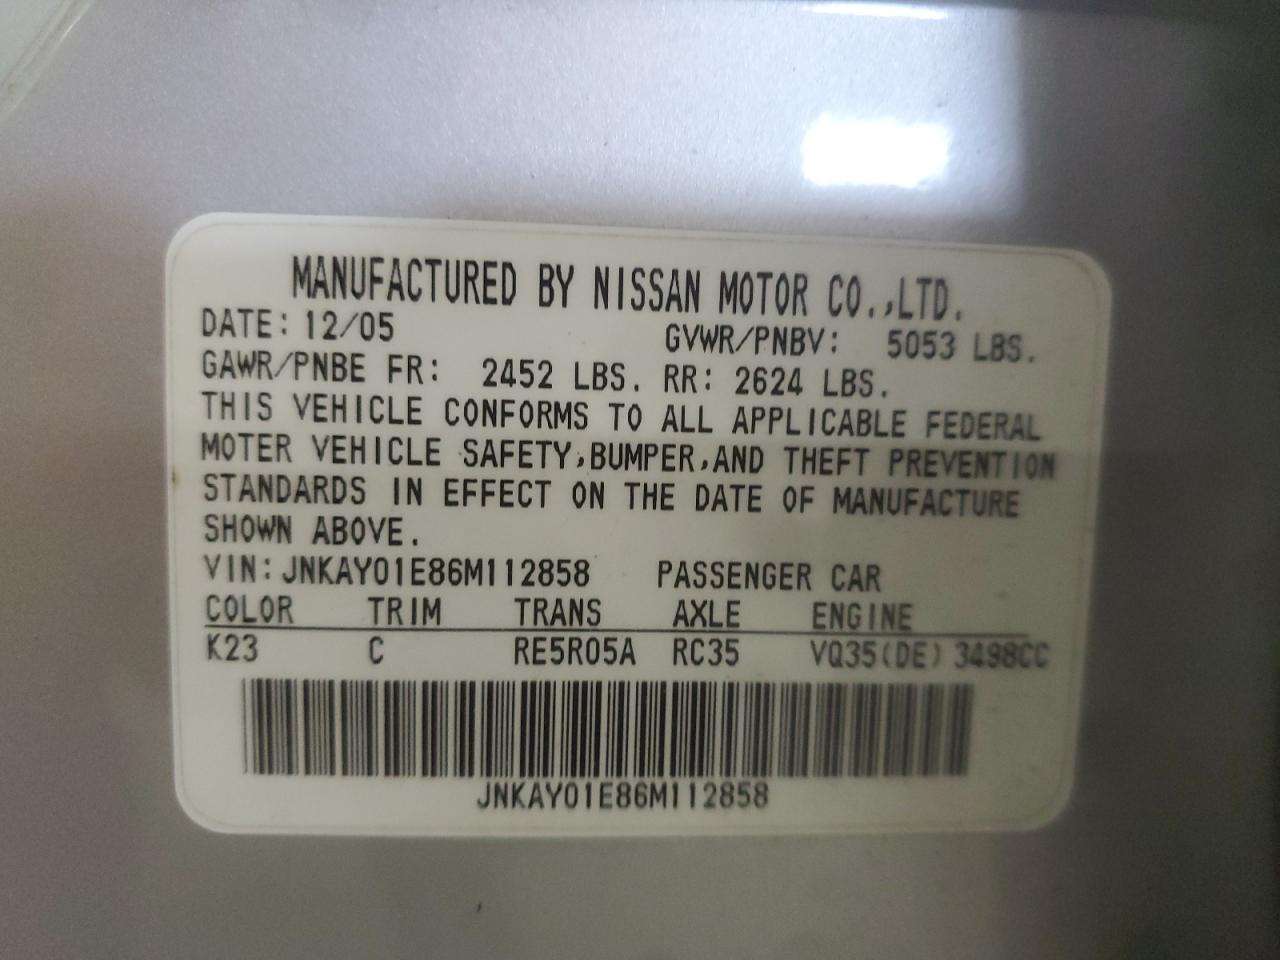 MANUFACTURED BY NISSAN MOTOR CO.,LTD.
DATE: 12/05 GVWR/PNBV: 5053 LBS.
GAWR/PNBE FR: 2452 LBS. RR: 2624 LBS.
THIS VEHICLE CONFORMS TO ALL APPLICABLE FEDERAL
MOTER VEHICLE SAFETY,BUMPER,AND THEFT PREVENTION
STANDARDS IN EFFECT ON THE DATE OF MANUFACTURE
SHOWN ABOVE.
VIN: JNKAY01E86M112858 PASSENGER CAR
COLOR TRIM TRANS AXLE ENGINE
K23 C RE5R05A RC35 VQ35(DE) 3498CC
JNKAY01E86M112858